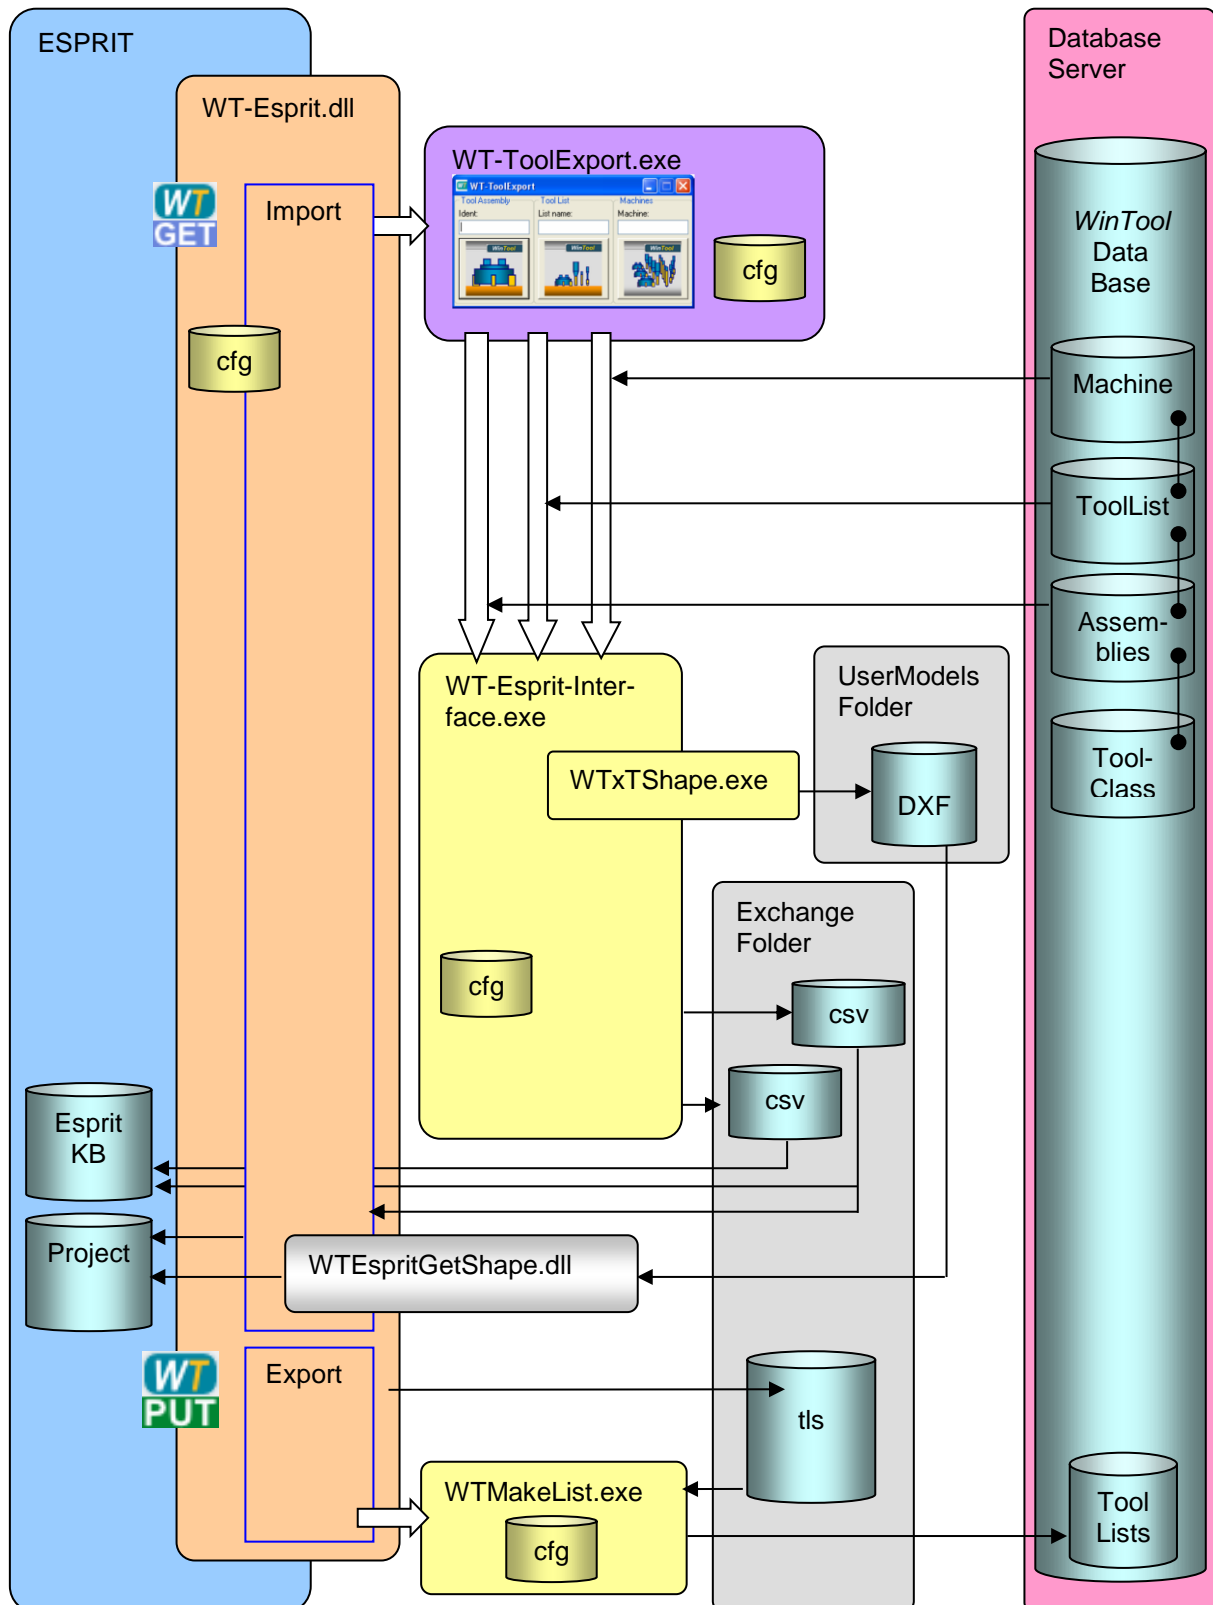 ESPRIT
WT-Esprit.dll
WT
GET
Import
cfg
WT-ToolExport.exe
WT-ToolExport
Tool Assembly
Tool List
Machines
Ident:
List name:
Machine:
WinTool
WinTool
WinTool
cfg
Database
Server
WinTool
Data
Base
Machine
ToolList
Assem-
blies
Tool-
Class
WT-Esprit-Inter-
face.exe
WTxTShape.exe
cfg
UserModels
Folder
DXF
Exchange
Folder
csv
csv
Esprit
KB
Project
WTEspritGetShape.dll
WT
PUT
Export
tls
WTMakeList.exe
cfg
Tool
Lists